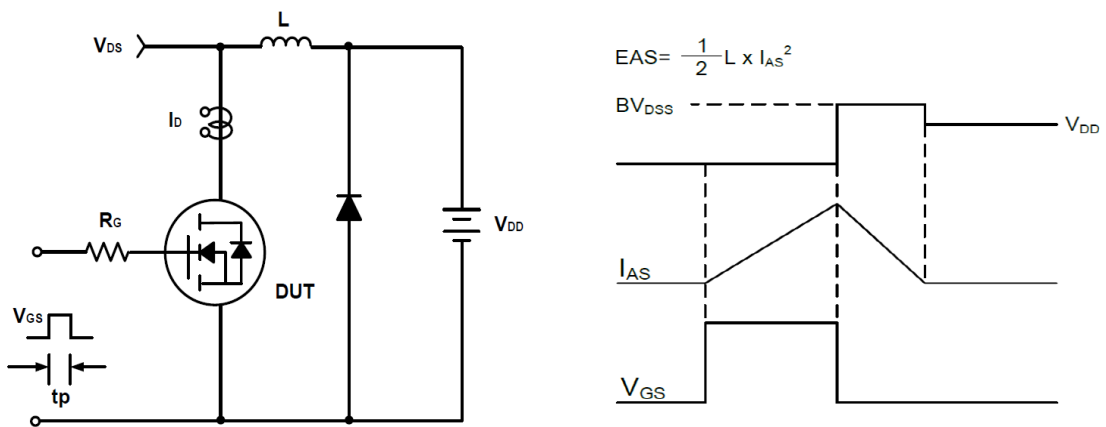 L
VDS
ID
RG
VDD
DUT
VGS
tp
EAS= 1/2 L x IAS²
BVDSS
VDD
IAS
VGS